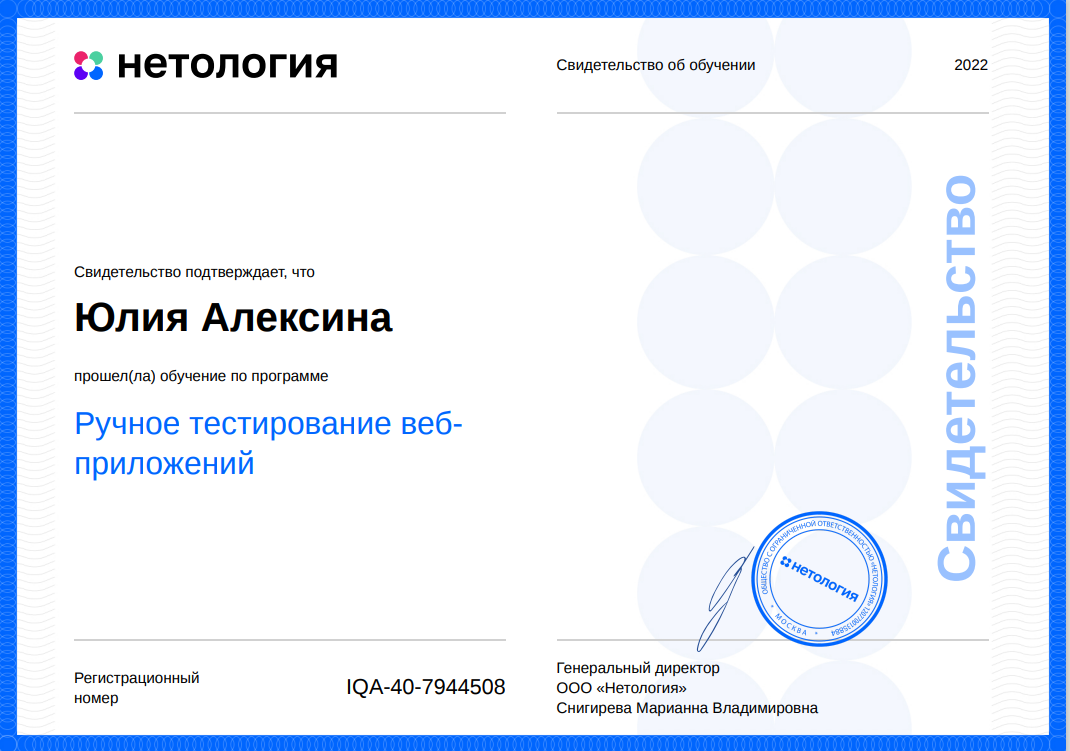 нетология
Свидетельство об обучении
2022
Свидетельство подтверждает, что
Юлия Алексина
прошел(ла) обучение по программе
Ручное тестирование веб-
приложений
Свидетельство
ОБЩЕСТВО С ОГРАНИЧЕННОЙ ОТВЕТСТВЕННОСТЬЮ «НЕТОЛОГИЯ»
* МОСКВА *
нетология
Регистрационный
номер
IQA-40-7944508
Генеральный директор
ООО «Нетология»
Снигирева Марианна Владимировна